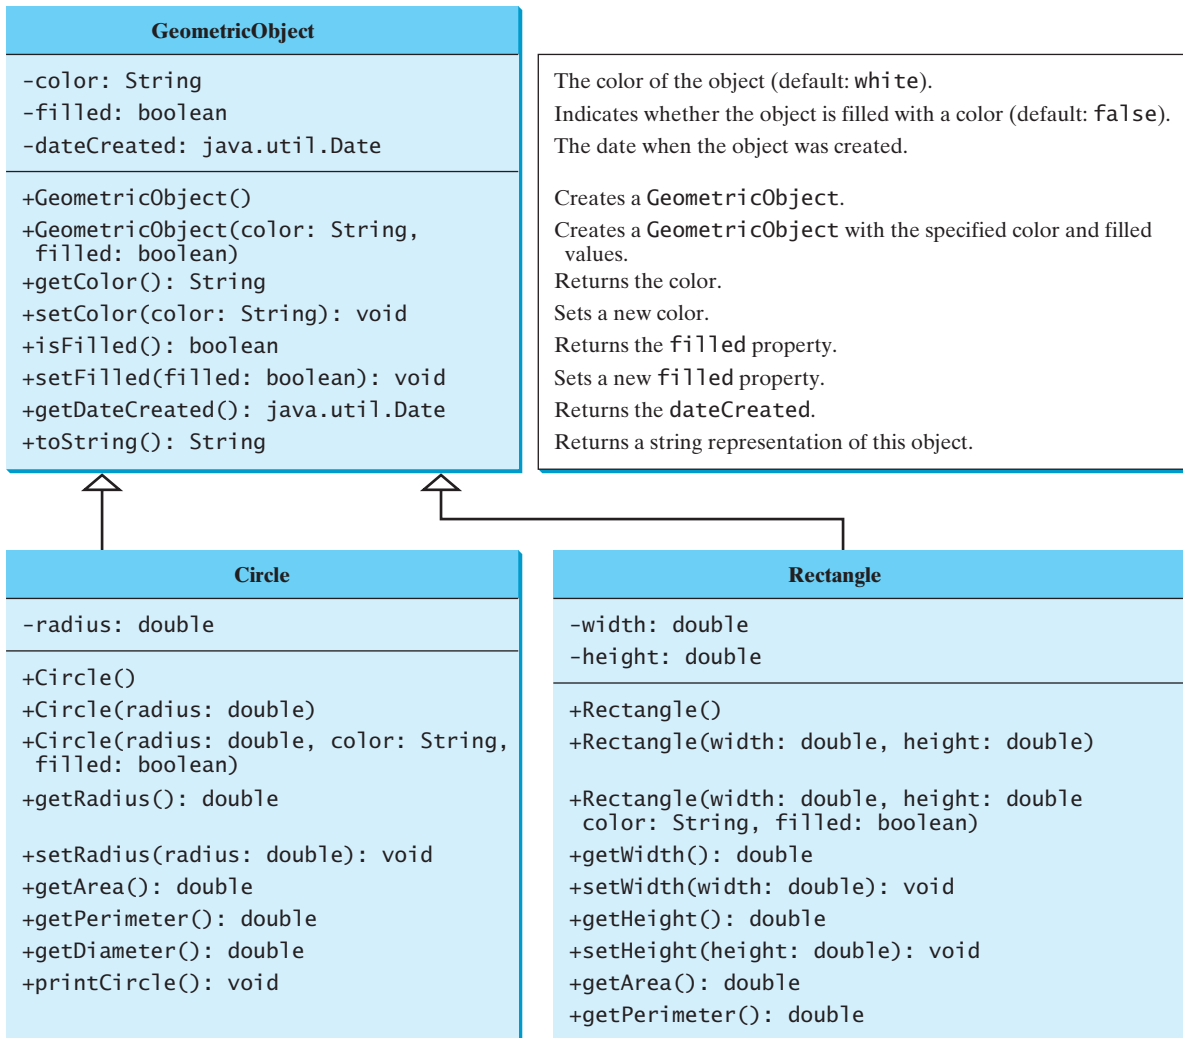 GeometricObject
-color: String
-filled: boolean
-dateCreated: java.util.Date
+GeometricObject()
+GeometricObject(color: String,
filled: boolean)
+getColor(): String
+setColor(color: String): void
+isFilled(): boolean
+setFilled(filled: boolean): void
+getDateCreated(): java.util.Date
+toString(): String
The color of the object (default: white).
Indicates whether the object is filled with a color (default: false).
The date when the object was created.
Creates a GeometricObject.
Creates a GeometricObject with the specified color and filled
values.
Returns the color.
Sets a new color.
Returns the filled property.
Sets a new filled property.
Returns the dateCreated.
Returns a string representation of this object.
Circle
-radius: double
+Circle()
+Circle(radius: double)
+Circle(radius: double, color: String,
filled: boolean)
+getRadius(): double
+setRadius(radius: double): void
+getArea(): double
+getPerimeter(): double
+getDiameter(): double
+printCircle(): void
Rectangle
-width: double
-height: double
+Rectangle()
+Rectangle(width: double, height: double)
+Rectangle(width: double, height: double
color: String, filled: boolean)
+getWidth(): double
+setWidth(width: double): void
+getHeight(): double
+setHeight(height: double): void
+getArea(): double
+getPerimeter(): double